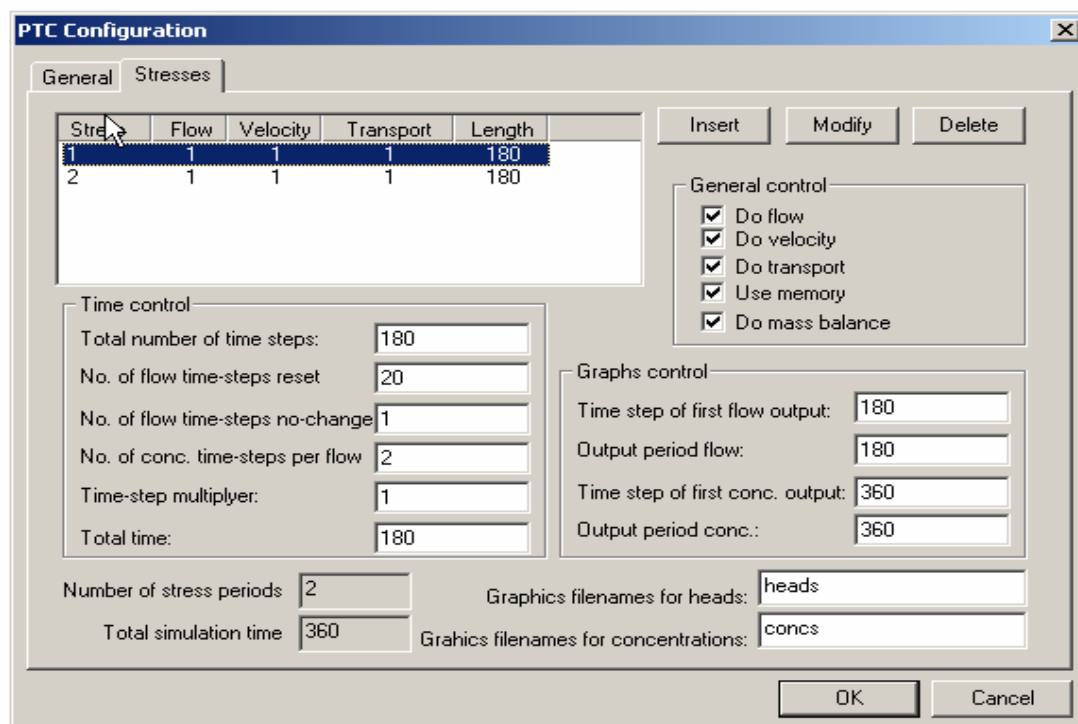 PTC Configuration
General Stresses
Stress Flow Velocity Transport Length
1 1 1 1 180
2 1 1 1 180
Insert Modify Delete
General control
Do flow
Do velocity
Do transport
Use memory
Do mass balance
Time control
Total number of time steps: 180
No. of flow time-steps reset 20
No. of flow time-steps no-change 1
No. of conc. time-steps per flow 2
Time-step multiplyer: 1
Total time: 180
Graphs control
Time step of first flow output: 180
Output period flow: 180
Time step of first conc. output: 360
Output period conc.: 360
Number of stress periods 2
Total simulation time 360
Graphics filenames for heads: heads
Grahics filenames for concentrations: concs
OK Cancel